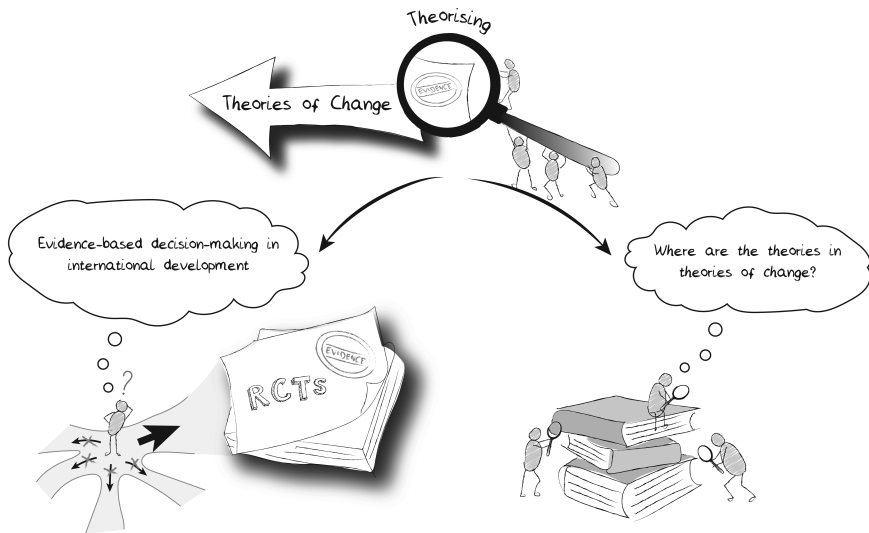 Theorising
EVIDENCE
Theories of Change
Evidence-based decision-making in
international development
Where are the theories in
theories of change?
?
EVIDENCE
RCTs